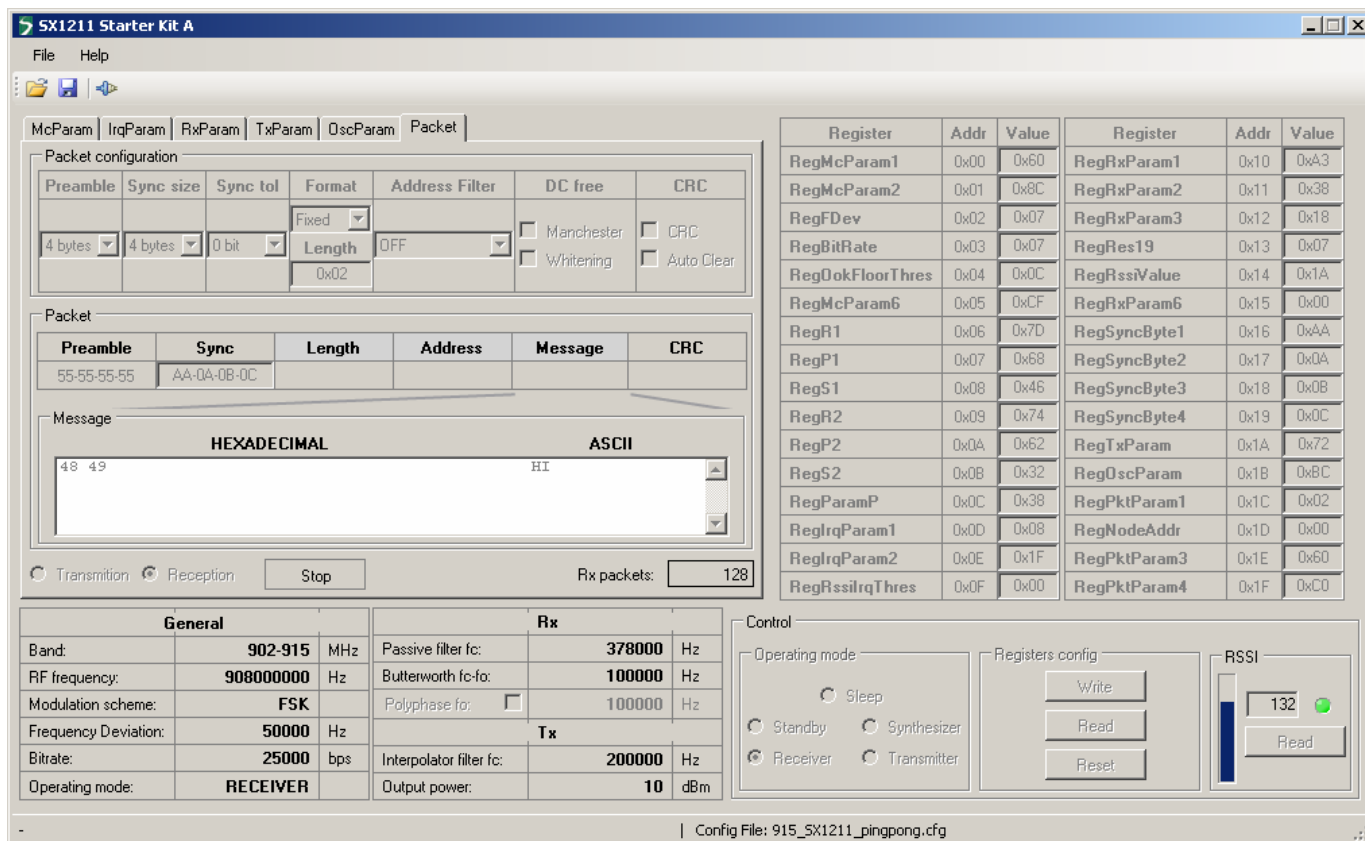 SX1211 Starter Kit A
File Help
McParam IrqParam RxParam TxParam OscParam Packet
Packet configuration
Preamble Sync size Sync tol Format Address Filter DC free CRC
4 bytes 4 bytes 0 bit Fixed OFF Manchester CRC
Length Whitening Auto Clear
0x02
Packet
Preamble Sync Length Address Message CRC
55-55-55-55 AA-0A-0B-0C
Message
HEXADECIMAL ASCII
48 49 HI
Transmition Reception Stop Rx packets: 128
Register Addr Value Register Addr Value
RegMcParam1 0x00 0x60 RegRxParam1 0x10 0xA3
RegMcParam2 0x01 0x8C RegRxParam2 0x11 0x38
RegFDev 0x02 0x07 RegRxParam3 0x12 0x18
RegBitRate 0x03 0x07 RegRes19 0x13 0x07
RegOokFloorThres 0x04 0x0C RegRssiValue 0x14 0x1A
RegMcParam6 0x05 0xCF RegRxParam6 0x15 0x00
RegR1 0x06 0x7D RegSyncByte1 0x16 0xAA
RegP1 0x07 0x68 RegSyncByte2 0x17 0x0A
RegS1 0x08 0x46 RegSyncByte3 0x18 0x0B
RegR2 0x09 0x74 RegSyncByte4 0x19 0x0C
RegP2 0x0A 0x62 RegTxParam 0x1A 0x72
RegS2 0x0B 0x32 RegOscParam 0x1B 0xBC
RegParamP 0x0C 0x38 RegPktParam1 0x1C 0x02
RegIrqParam1 0x0D 0x08 RegNodeAddr 0x1D 0x00
RegIrqParam2 0x0E 0x1F RegPktParam3 0x1E 0x60
RegRssiIrqThres 0x0F 0x00 RegPktParam4 0x1F 0xC0
General
Band: 902-915 MHz
RF frequency: 908000000 Hz
Modulation scheme: FSK
Frequency Deviation: 50000 Hz
Bitrate: 25000 bps
Operating mode: RECEIVER
Rx
Passive filter fc: 378000 Hz
Butterworth fc-fo: 100000 Hz
Polyphase fo: 100000 Hz
Tx
Interpolator filter fc: 200000 Hz
Output power: 10 dBm
Control
Operating mode
Sleep
Standby Synthesizer
Receiver Transmitter
Registers config
Write
Read
Reset
RSSI
132
Read
- | Config File: 915_SX1211_pingpong.cfg